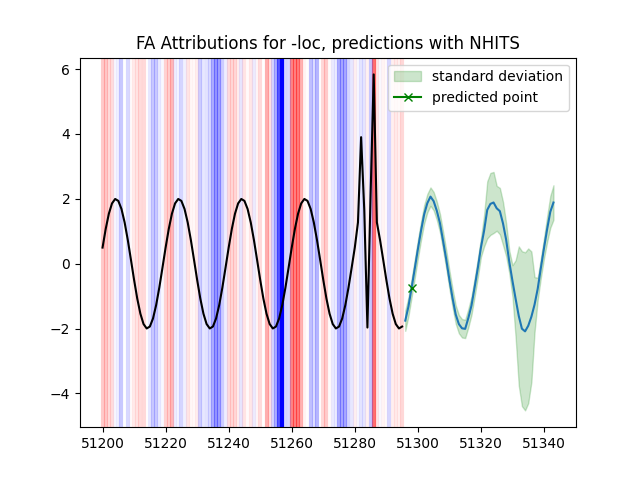 FA Attributions for -loc, predictions with NHITS
standard deviation
predicted point
6
4
2
0
−2
−4
51200 51220 51240 51260 51280 51300 51320 51340